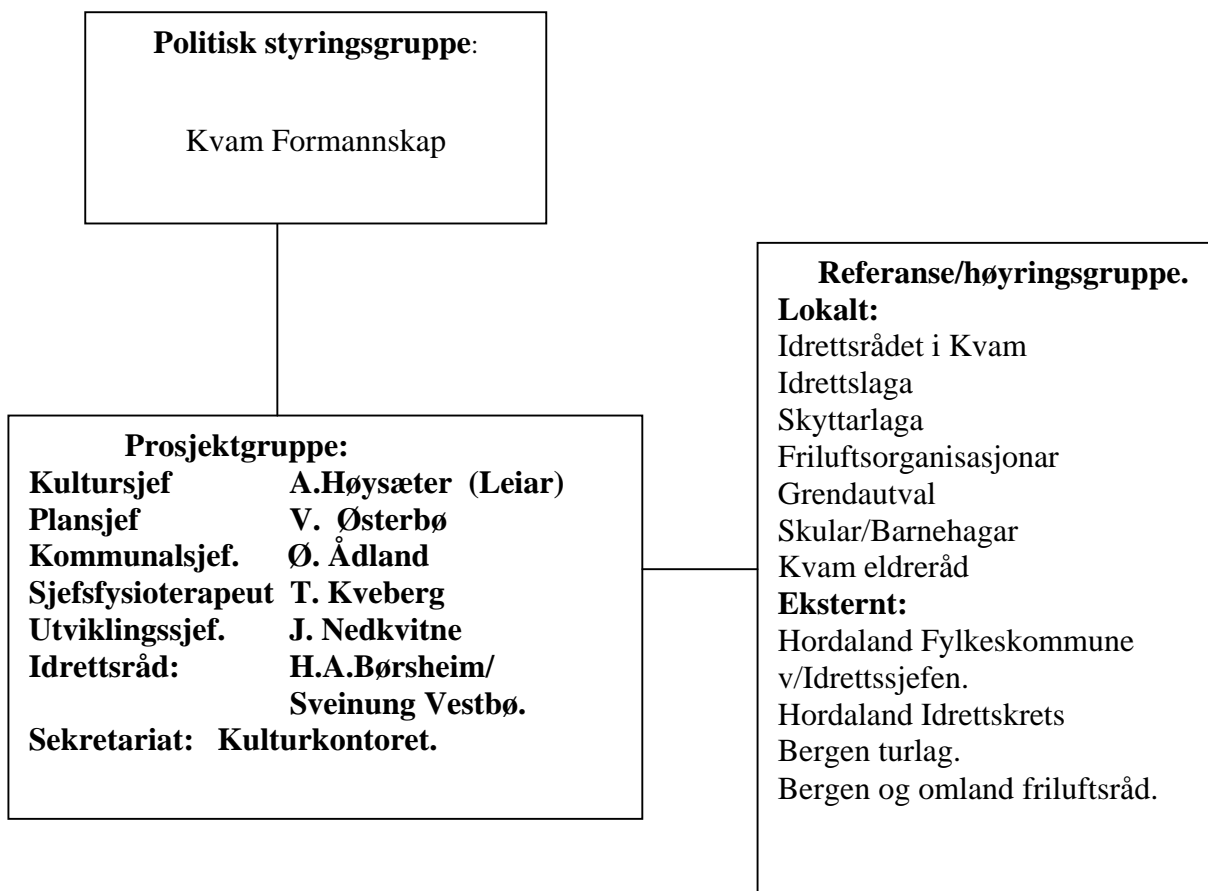 Politisk styringsgruppe:
Kvam Formannskap
Prosjektgruppe:
Kultursjef A.Høysæter (Leiar)
Plansjef V. Østerbø
Kommunalsjef. Ø. Ådland
Sjefsfysioterapeut T. Kveberg
Utviklingssjef. J. Nedkvitne
Idrettsråd: H.A.Børsheim/
Sveinung Vestbø.
Sekretariat: Kulturkontoret.
Referanse/høyringsgruppe.
Lokalt:
Idrettsrådet i Kvam
Idrettslaga
Skyttarlaga
Friluftsorganisasjonar
Grendautval
Skular/Barnehagar
Kvam eldreråd
Eksternt:
Hordaland Fylkeskommune
v/Idrettssjefen.
Hordaland Idrettskrets
Bergen turlag.
Bergen og omland friluftsråd.